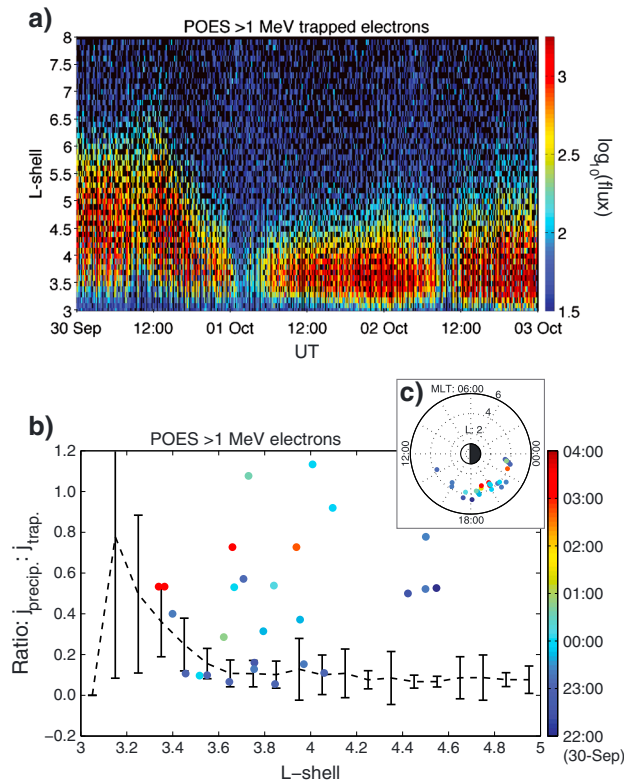 a)
POES >1 MeV trapped electrons
8
7.5
7
6.5
6
5.5
5
4.5
4
3.5
3
L-shell
30 Sep 12:00 01 Oct 12:00 02 Oct 12:00 03 Oct
UT
3
2.5
2
1.5
log10(flux)
b)
POES >1 MeV electrons
1.2
1.0
0.8
0.6
0.4
0.2
0.0
−0.2
Ratio: jprecip. : jtrap.
3 3.2 3.4 3.6 3.8 4 4.2 4.4 4.6 4.8 5
L-shell
c)
MLT: 06:00
6
4
L: 2
12:00
00:00
18:00
04:00
03:00
02:00
01:00
00:00
23:00
22:00
(30-Sep)